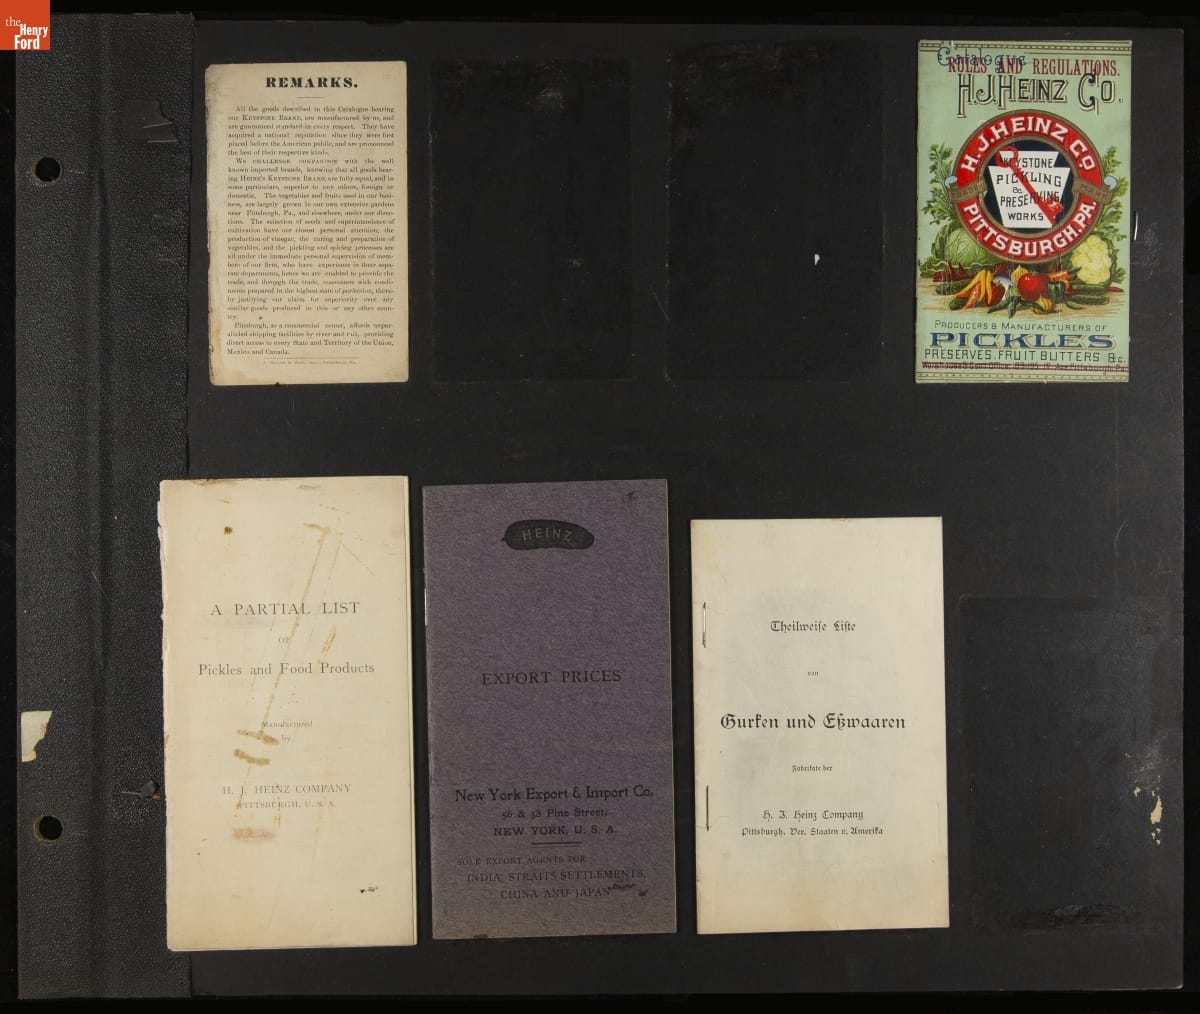 the
Henry
Ford
REMARKS.
All the goods described in this Catalogue bearing
our KEYSTONE BRAND, are manufactured by us, and
are guaranteed standard in every respect. They have
acquired a national reputation since they were first
placed before the American public, and are pronounced
the best of their respective kinds.
We CHALLENGE COMPARISON with the well
known imported brands, knowing that all goods bear-
ing HEINZ'S KEYSTONE BRAND, are fully equal, and in
some particulars, superior to any others, foreign or
domestic. The vegetables and fruits used in our busi-
ness, are largely grown in our own extensive gardens
near Pittsburgh, Pa., and elsewhere, under our direc-
tions. The selection of seeds and superintendence of
cultivation have our closest personal attention; the
production of vinegar, the curing and preparation of
vegetables, and the pickling and spicing processes are
all under the immediate personal supervision of mem-
bers of our firm, who have experience in their sepa-
rate departments, hence we are enabled to provide the
trade, and through the trade, consumers with condi-
ments prepared in the highest state of perfection, there-
by justifying our claim for superiority over any
similar goods produced in this or any other coun-
try.
Pittsburgh, as a commercial center, affords unpar-
alleled shipping facilities by river and rail, providing
direct access to every State and Territory of the Union,
Mexico and Canada.
Catalogue
RULES AND REGULATIONS.
H.J. HEINZ CO.
H.J. HEINZ CO.
KEYSTONE
PICKLING
&
PRESERVING
WORKS
TRADE MARK
PITTSBURGH, PA.
PRODUCERS & MANUFACTURERS OF
PICKLES
PRESERVES, FRUIT BUTTERS &c.
A PARTIAL LIST
OF
Pickles and Food Products
Manufactured
by
H. J. HEINZ COMPANY
PITTSBURGH, U. S. A.
HEINZ
EXPORT PRICES
New York Export & Import Co.
56 & 58 Pine Street,
NEW YORK, U. S. A.
SOLE EXPORT AGENTS FOR
INDIA, STRAITS SETTLEMENTS,
CHINA AND JAPAN
Theilweise Liste
von
Gurken und Eßwaaren
Fabrikate der
H. J. Heinz Company
Pittsburgh, Ver. Staaten v. Amerika